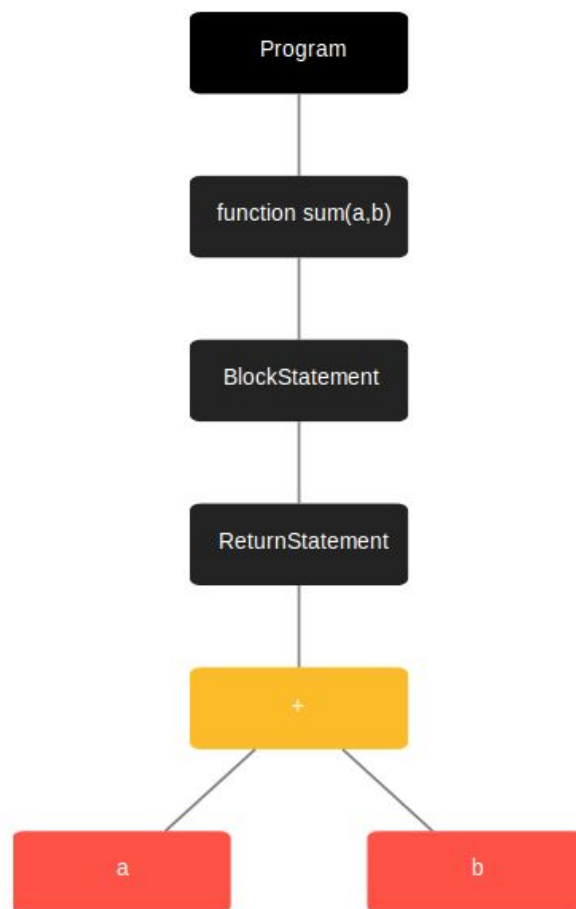 Program
function sum(a,b)
BlockStatement
ReturnStatement
+
a
b